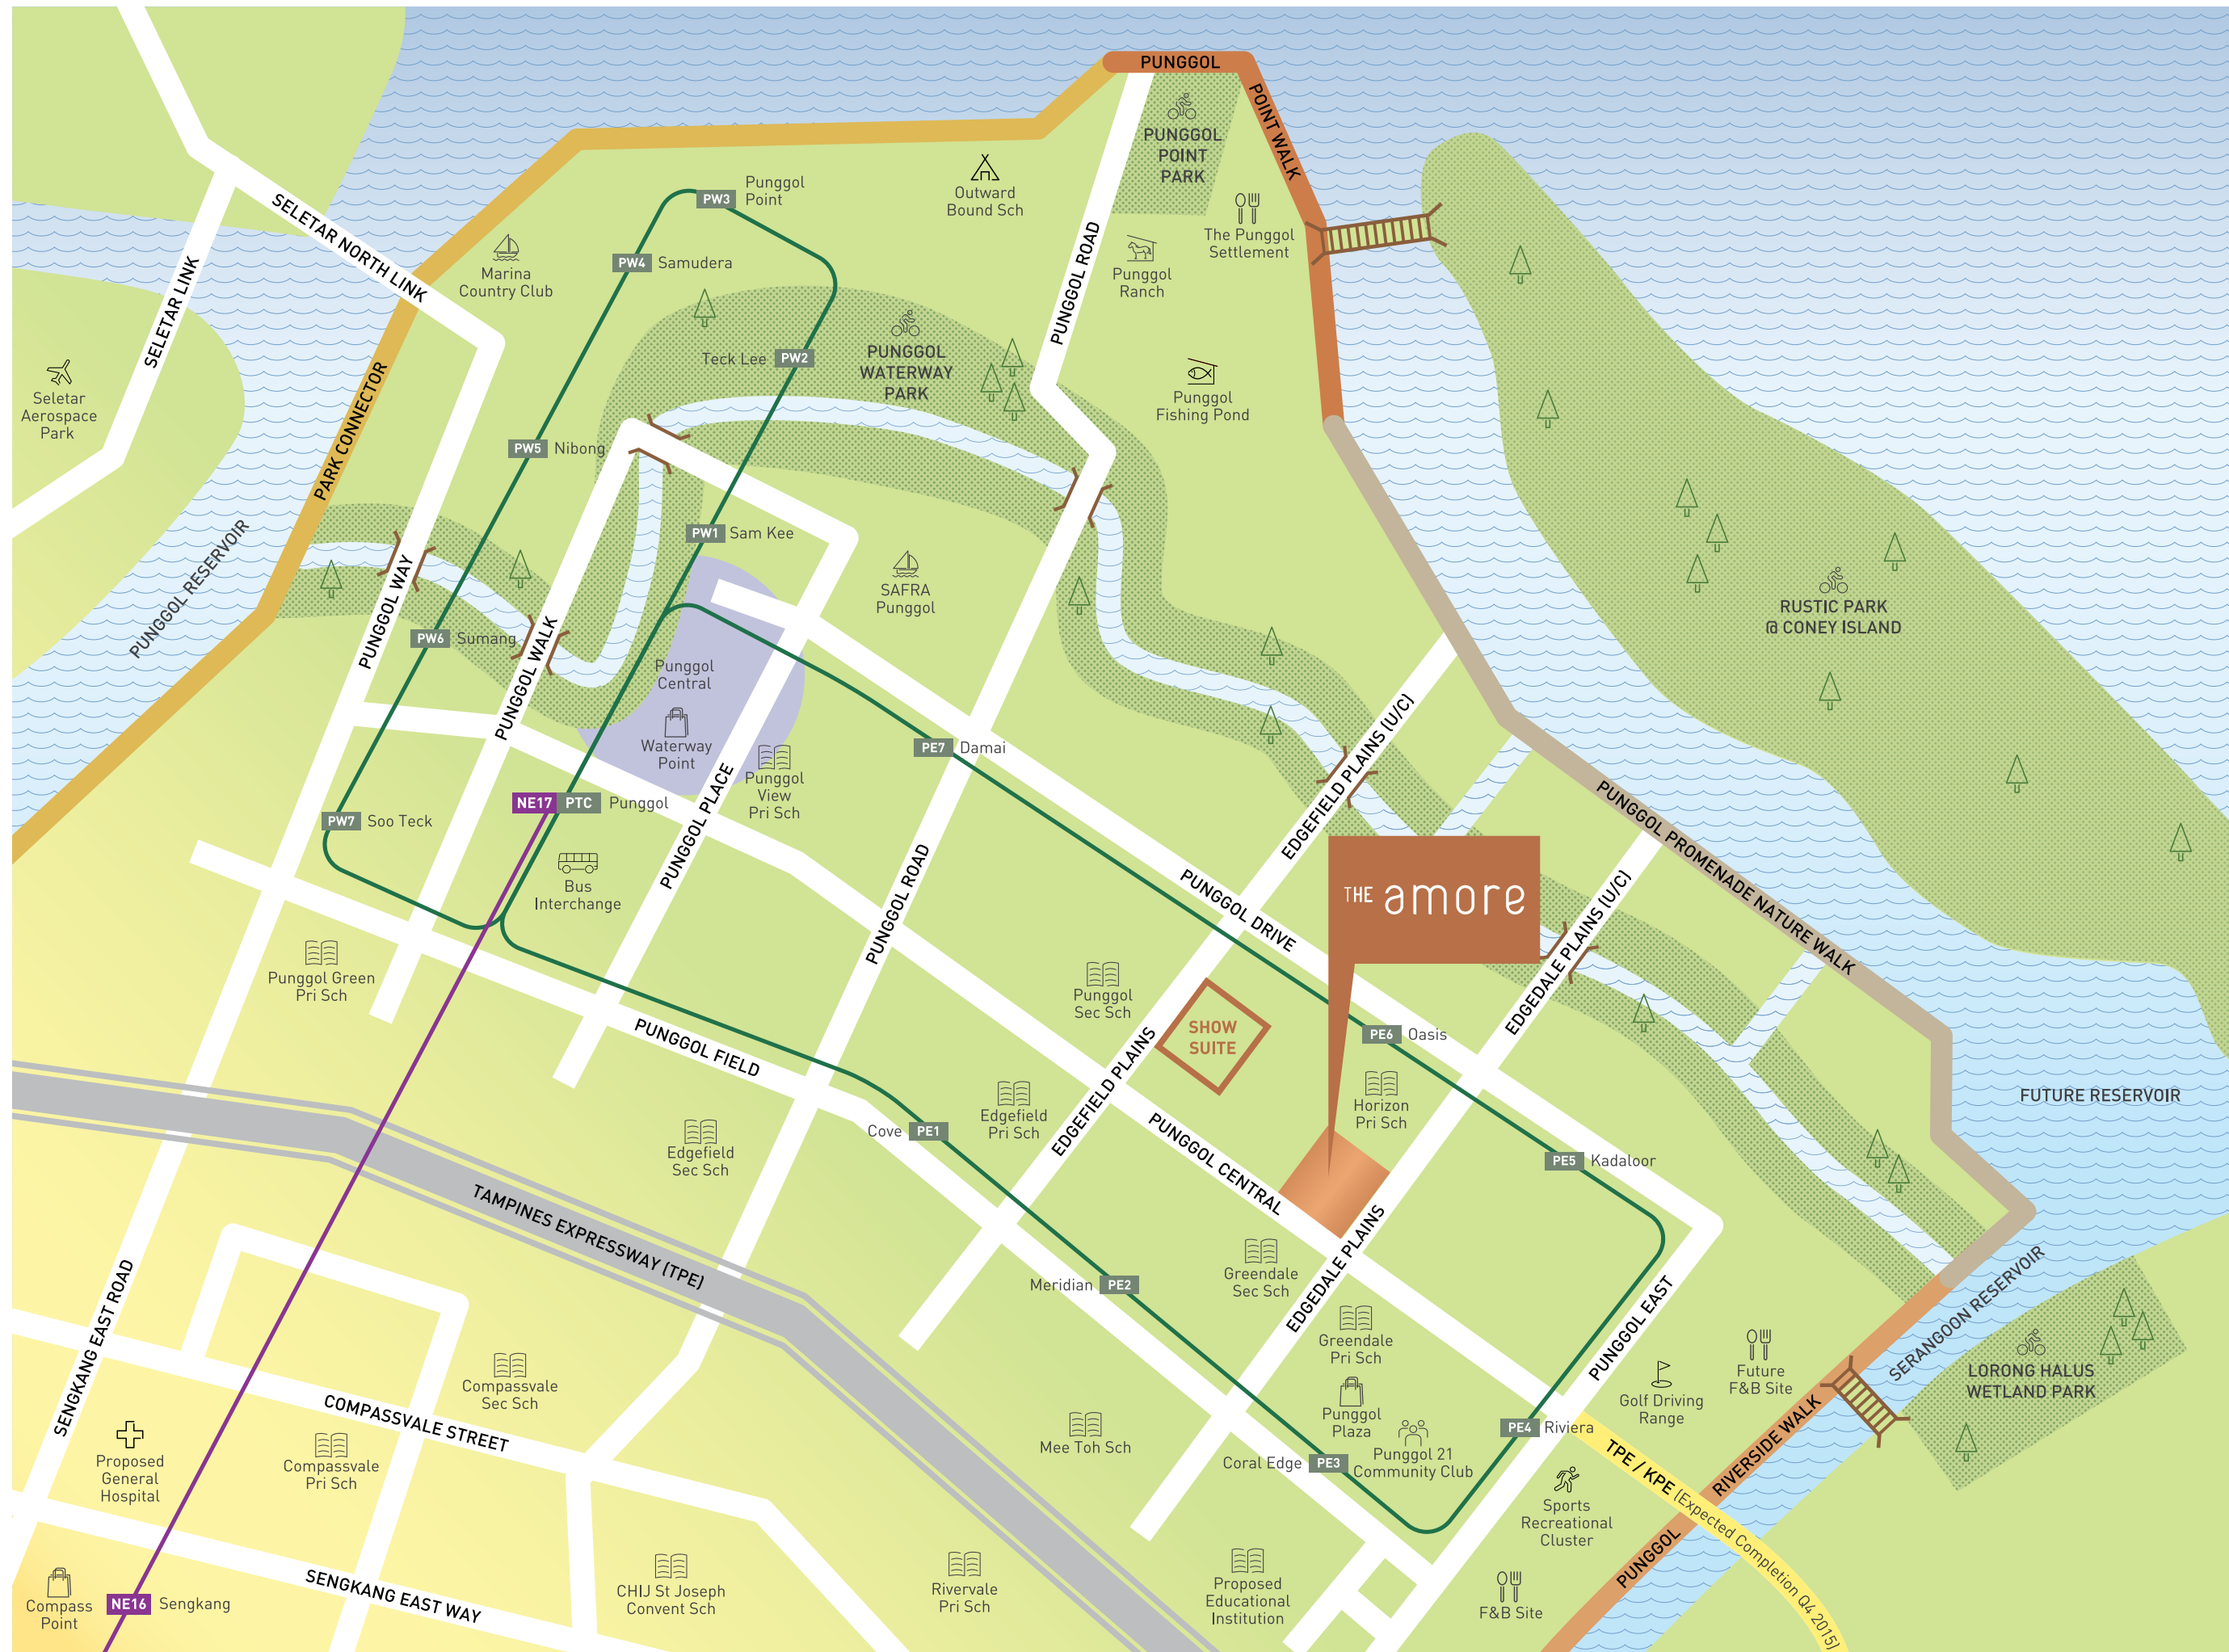 PUNGGOL
POINT WALK
PUNGGOL
POINT
PARK
Outward
Bound Sch
Punggol
Point
PW3
SELETAR NORTH LINK
The Punggol
Settlement
PUNGGOL ROAD
Punggol
Ranch
Marina
Country Club
PW4
Samudera
SELETAR LINK
Teck Lee
PW2
PUNGGOL
WATERWAY
PARK
Punggol
Fishing Pond
Seletar
Aerospace
Park
PARK CONNECTOR
PW5
Nibong
PW1
Sam Kee
PUNGGOL RESERVOIR
PUNGGOL WAY
SAFRA
Punggol
RUSTIC PARK
@ CONEY ISLAND
PW6
Sumang
PUNGGOL WALK
Punggol
Central
Waterway
Point
PE7
Damai
EDGEFIELD PLAINS (U/C)
Punggol
View
Pri Sch
NE17
PTC
Punggol
PUNGGOL PLACE
PW7
Soo Teck
PUNGGOL PROMENADE NATURE WALK
Bus
Interchange
PUNGGOL ROAD
PUNGGOL DRIVE
THE amore
EDGEDALE PLAINS (U/C)
Punggol Green
Pri Sch
Punggol
Sec Sch
SHOW
SUITE
PE6
Oasis
PUNGGOL FIELD
EDGEFIELD PLAINS
Horizon
Pri Sch
FUTURE RESERVOIR
Cove
PE1
Edgefield
Pri Sch
Edgefield
Sec Sch
PUNGGOL CENTRAL
PE5
Kadaloor
TAMPINES EXPRESSWAY (TPE)
Meridian
PE2
Greendale
Sec Sch
EDGEDALE PLAINS
SENGKANG EAST ROAD
Greendale
Pri Sch
PUNGGOL EAST
SERANGOON RESERVOIR
Future
F&B Site
LORONG HALUS
WETLAND PARK
Compassvale
Sec Sch
COMPASSVALE STREET
Punggol
Plaza
Golf Driving
Range
PE4
Riviera
Mee Toh Sch
Punggol 21
Community Club
Coral Edge
PE3
Proposed
General
Hospital
Compassvale
Pri Sch
TPE / KPE (Expected Completion Q4 2015)
PUNGGOL RIVERSIDE WALK
Sports
Recreational
Cluster
CHIJ St Joseph
Convent Sch
Rivervale
Pri Sch
Proposed
Educational
Institution
F&B Site
SENGKANG EAST WAY
Compass
Point
NE16
Sengkang